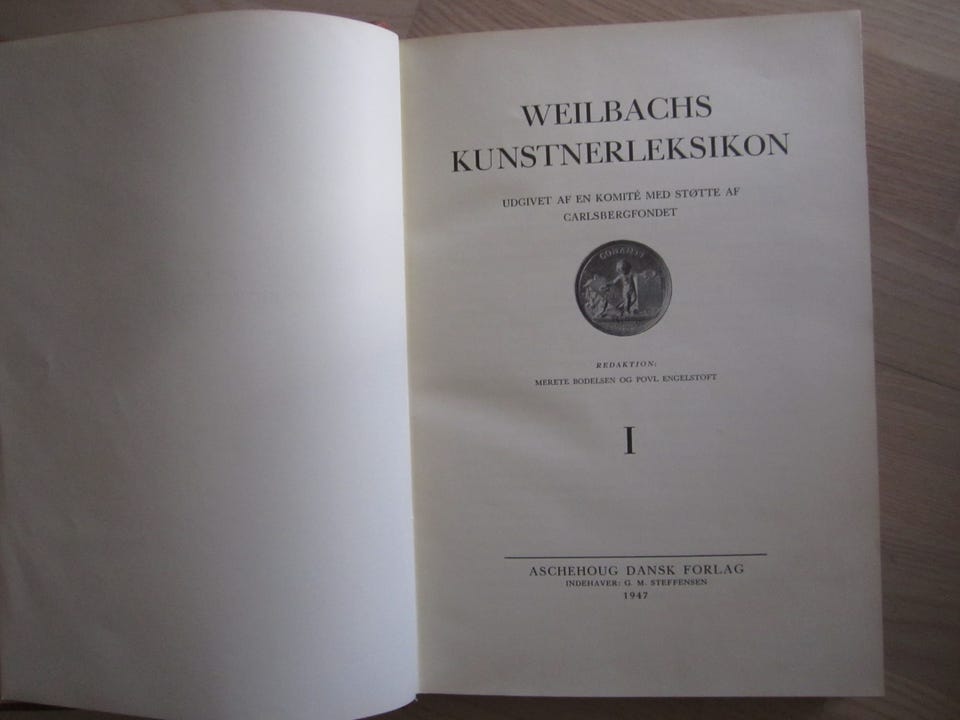 WEILBACHS
KUNSTNERLEKSIKON
UDGIVET AF EN KOMITÉ MED STØTTE AF
CARLSBERGFONDET
REDAKTION:
MERETE BODELSEN OG POVL ENGELSTOFT
I
ASCHEHOUG DANSK FORLAG
INDEHAVER: G. M. STEFFENSEN
1947